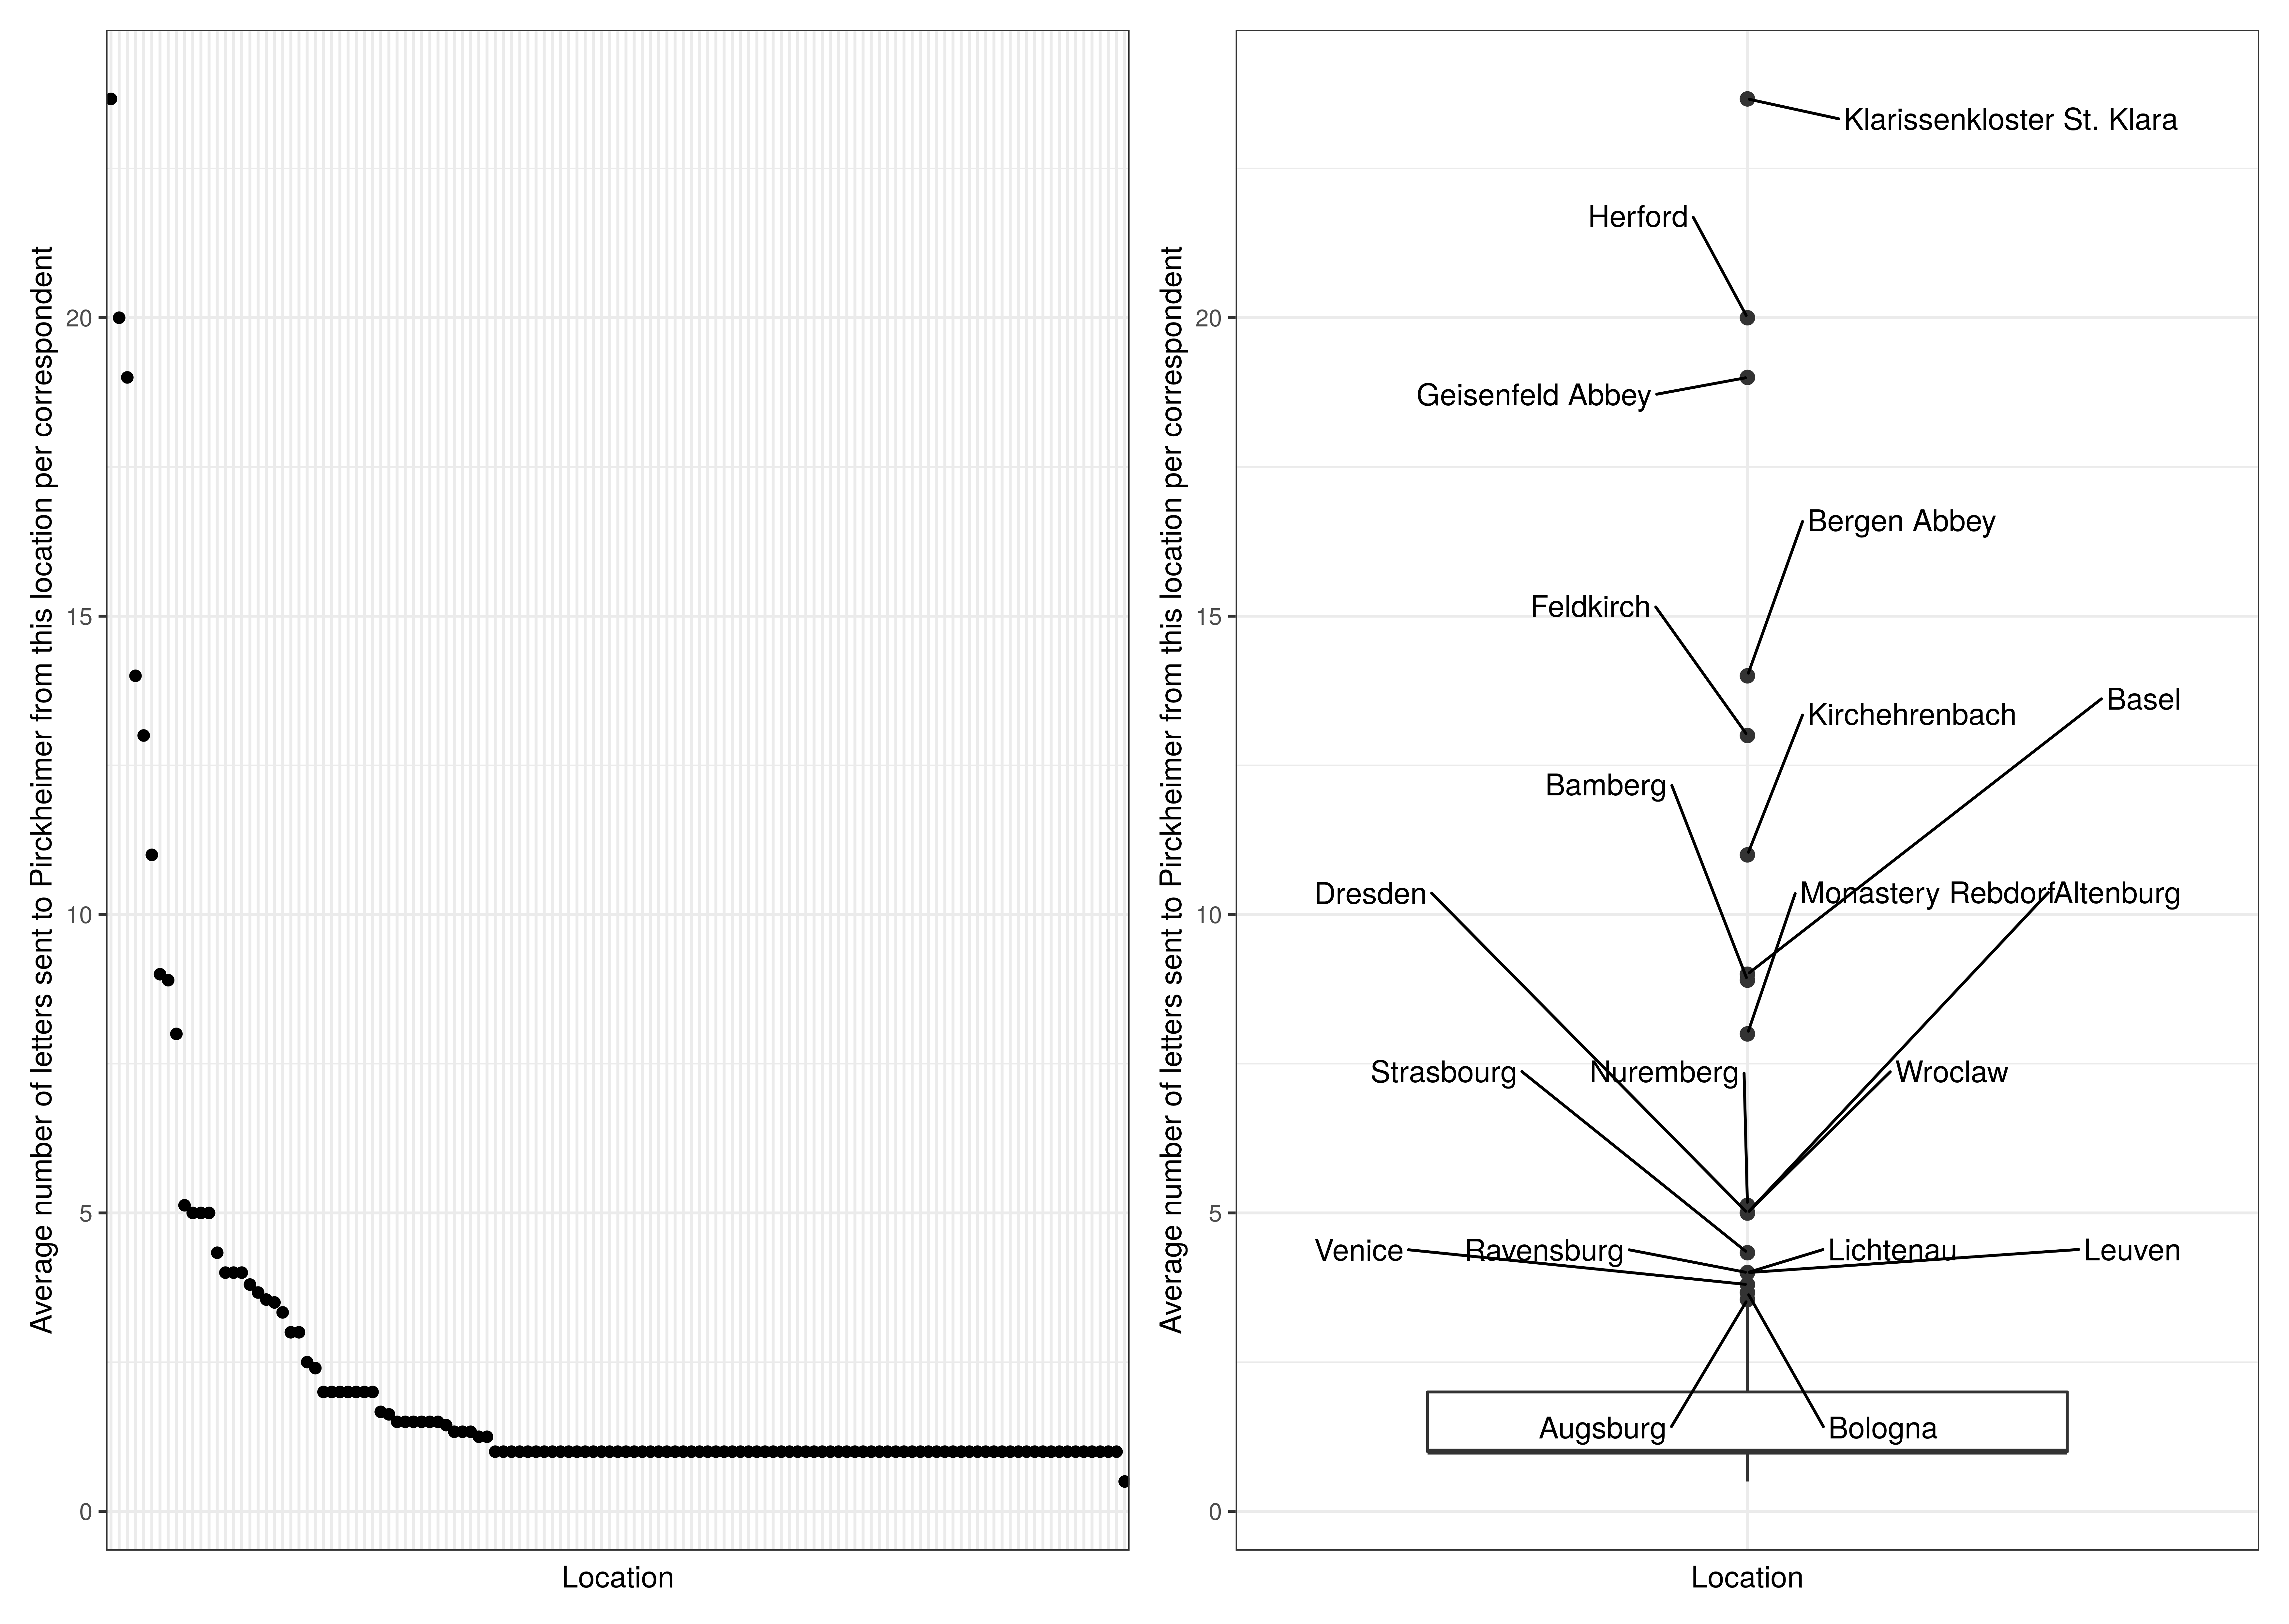 Average number of letters sent to Pirckheimer from this location per correspondent
20
15
10
5
0
Location
Average number of letters sent to Pirckheimer from this location per correspondent
20
15
10
5
0
Klarissenkloster St. Klara
Herford
Geisenfeld Abbey
Bergen Abbey
Feldkirch
Basel
Kirchehrenbach
Bamberg
Dresden
Monastery Rebdorf
Altenburg
Strasbourg
Nuremberg
Wroclaw
Venice
Ravensburg
Lichtenau
Leuven
Augsburg
Bologna
Location